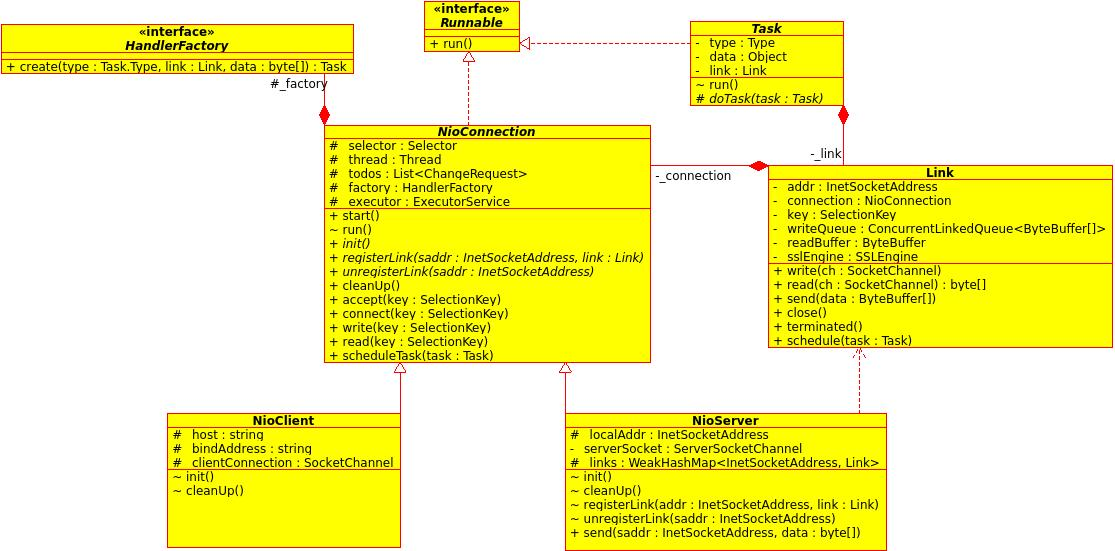 «interface»
HandlerFactory
+ create(type : Task.Type, link : Link, data : byte[]) : Task
#_factory
«interface»
Runnable
+ run()
Task
- type : Type
- data : Object
- link : Link
~ run()
# doTask(task : Task)
-_link
NioConnection
# selector : Selector
# thread : Thread
# todos : List<ChangeRequest>
# factory : HandlerFactory
# executor : ExecutorService
+ start()
~ run()
+ init()
+ registerLink(saddr : InetSocketAddress, link : Link)
+ unregisterLink(saddr : InetSocketAddress)
+ cleanUp()
+ accept(key : SelectionKey)
+ connect(key : SelectionKey)
+ write(key : SelectionKey)
+ read(key : SelectionKey)
+ scheduleTask(task : Task)
-_connection
Link
- addr : InetSocketAddress
- connection : NioConnection
- key : SelectionKey
- writeQueue : ConcurrentLinkedQueue<ByteBuffer[]>
- readBuffer : ByteBuffer
- sslEngine : SSLEngine
+ write(ch : SocketChannel)
+ read(ch : SocketChannel) : byte[]
+ send(data : ByteBuffer[])
+ close()
+ terminated()
+ schedule(task : Task)
NioClient
# host : string
# bindAddress : string
# clientConnection : SocketChannel
~ init()
~ cleanUp()
NioServer
# localAddr : InetSocketAddress
- serverSocket : ServerSocketChannel
# links : WeakHashMap<InetSocketAddress, Link>
~ init()
~ cleanUp()
~ registerLink(addr : InetSocketAddress, link : Link)
~ unregisterLink(saddr : InetSocketAddress)
+ send(saddr : InetSocketAddress, data : byte[])